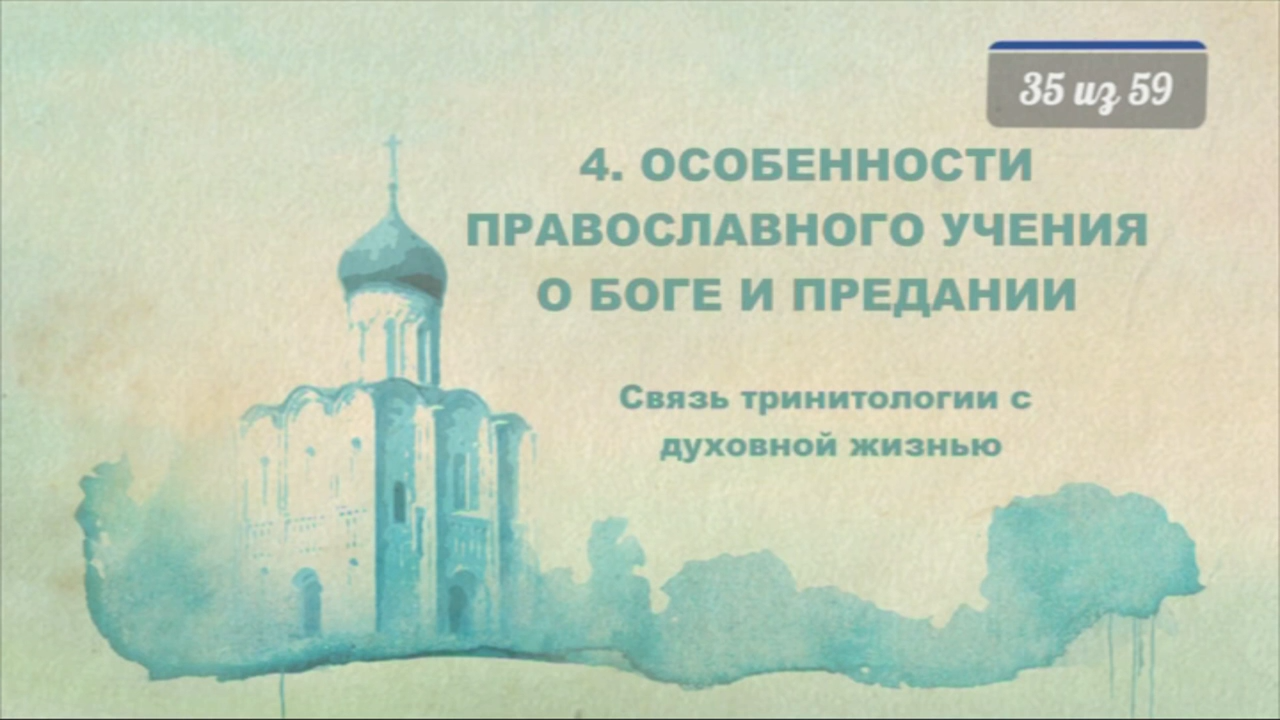 35 из 59
4. ОСОБЕННОСТИ
ПРАВОСЛАВНОГО УЧЕНИЯ
О БОГЕ И ПРЕДАНИИ
Связь тринитологии с
духовной жизнью